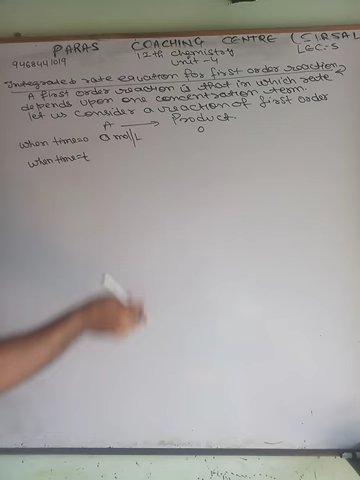 PARAS COACHING CENTRE (SIRSAL
9468441019 12th chemistry LEC-5
Unit-4
Integrated rate equation for first order reaction
A first order reaction is that in which rate
depends upon one concentration term.
let us consider a reaction of first order
A → Product
when time=0 a mol/L 0
when time=t